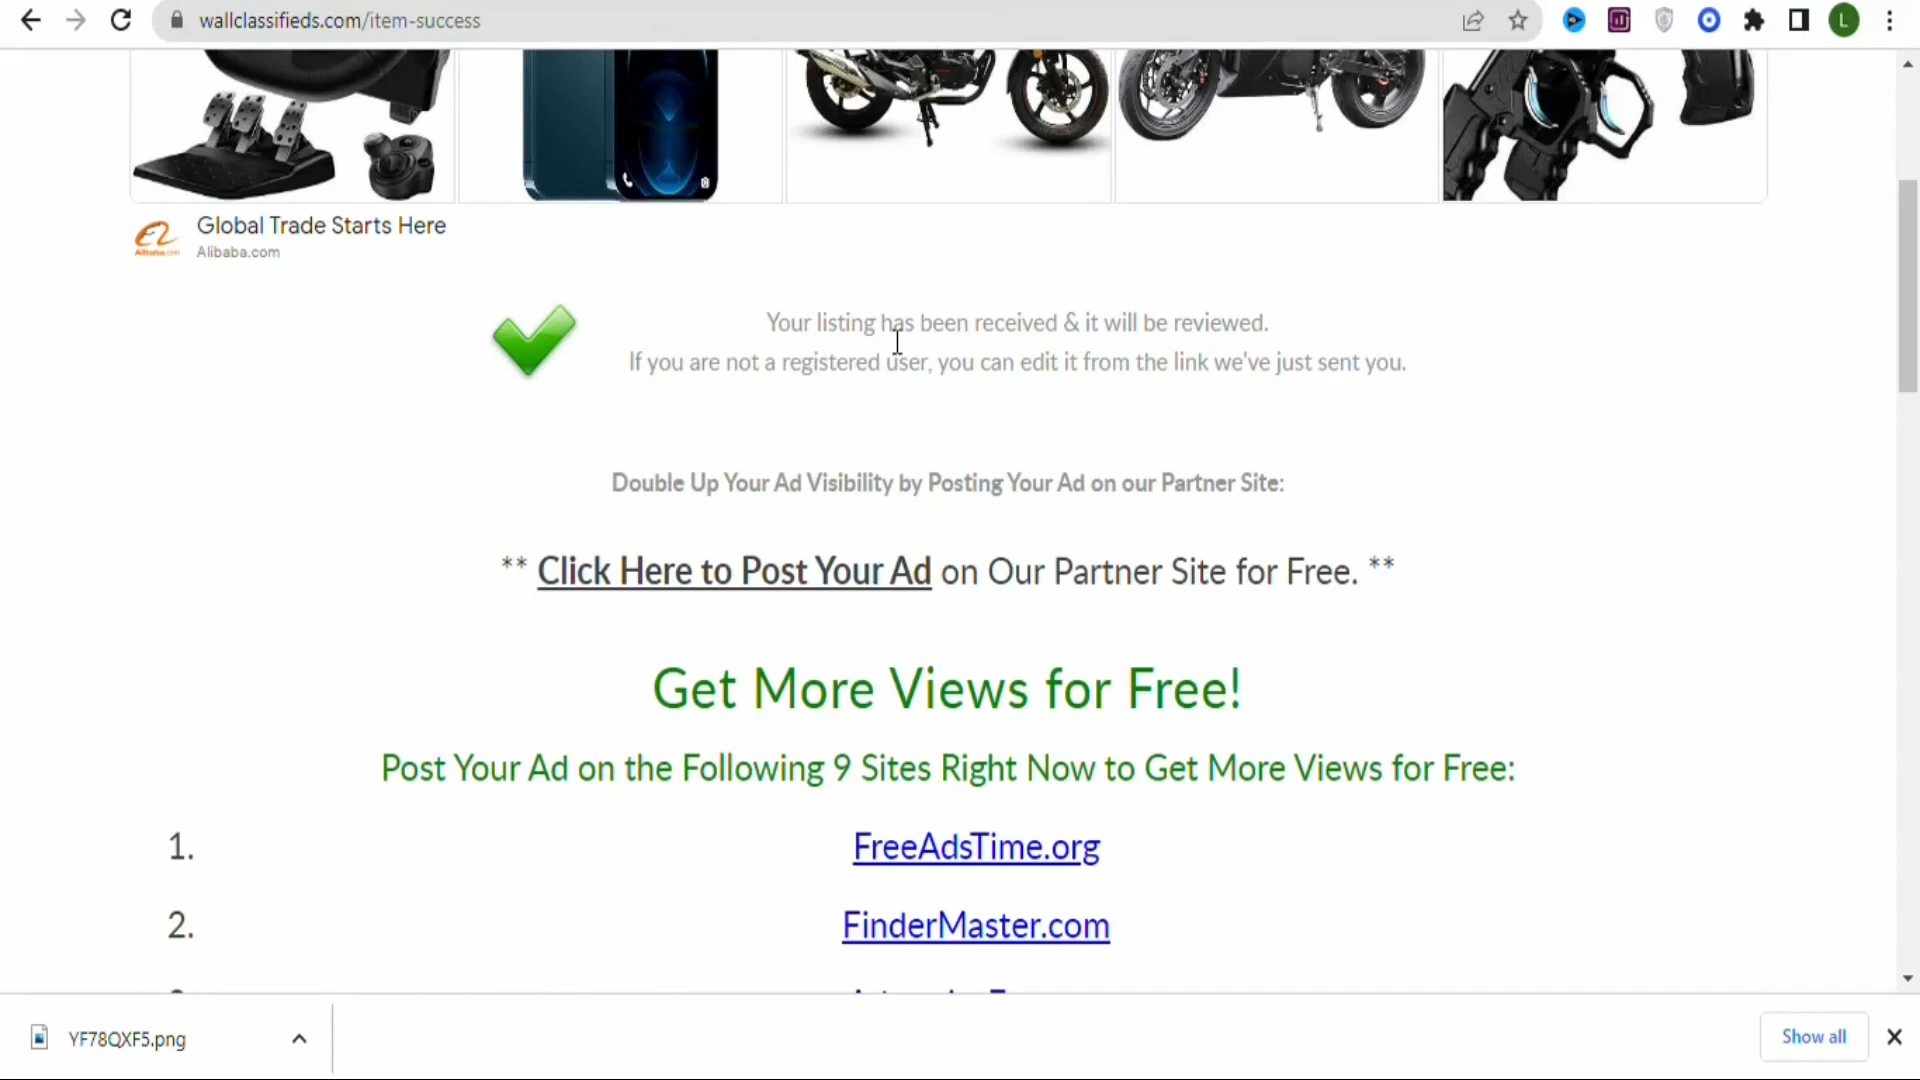 wallclassifieds.com/item-success
L
Global Trade Starts Here
Alibaba.com
Alibaba.com
Your listing has been received & it will be reviewed.
If you are not a registered user, you can edit it from the link we've just sent you.
Double Up Your Ad Visibility by Posting Your Ad on our Partner Site:
** Click Here to Post Your Ad on Our Partner Site for Free. **
Get More Views for Free!
Post Your Ad on the Following 9 Sites Right Now to Get More Views for Free:
1. FreeAdsTime.org
2. FinderMaster.com
YF78QXF5.png
Show all